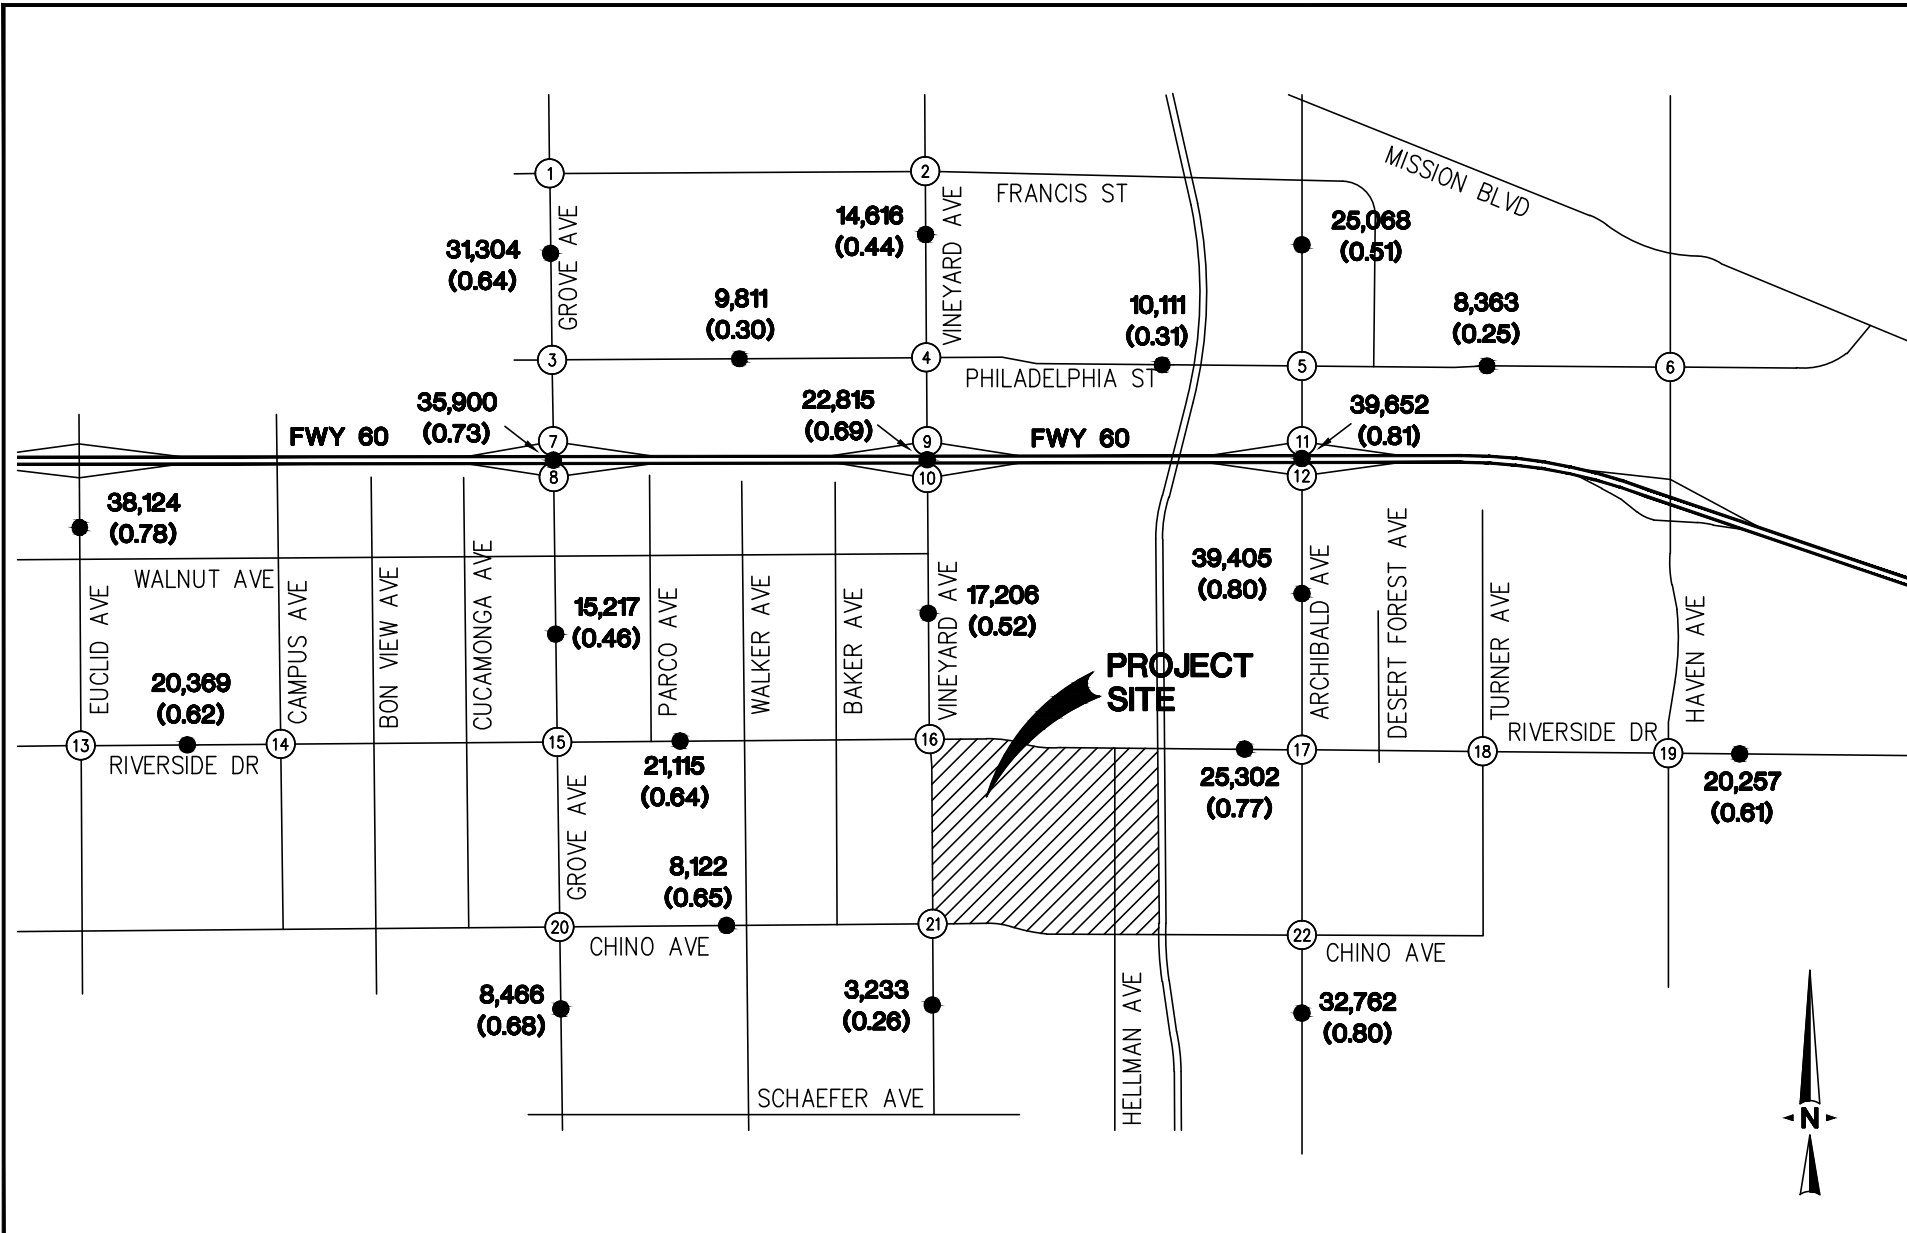 MISSION BLVD
1
2
FRANCIS ST
GROVE AVE
VINEYARD AVE
31,304
(0.64)
14,616
(0.44)
25,068
(0.51)
9,811
(0.30)
10,111
(0.31)
8,363
(0.25)
3
4
5
6
PHILADELPHIA ST
35,900
(0.73)
22,815
(0.69)
39,652
(0.81)
FWY 60
7
9
FWY 60
11
8
10
12
38,124
(0.78)
WALNUT AVE
EUCLID AVE
CAMPUS AVE
BON VIEW AVE
CUCAMONGA AVE
15,217
(0.46)
PARCO AVE
WALKER AVE
BAKER AVE
VINEYARD AVE
17,206
(0.52)
39,405
(0.80)
ARCHIBALD AVE
DESERT FOREST AVE
TURNER AVE
HAVEN AVE
PROJECT
SITE
20,369
(0.62)
13
14
15
16
17
18
19
RIVERSIDE DR
RIVERSIDE DR
21,115
(0.64)
25,302
(0.77)
20,257
(0.61)
GROVE AVE
8,122
(0.65)
20
21
22
CHINO AVE
CHINO AVE
8,466
(0.68)
3,233
(0.26)
HELLMAN AVE
32,762
(0.80)
SCHAEFER AVE
N